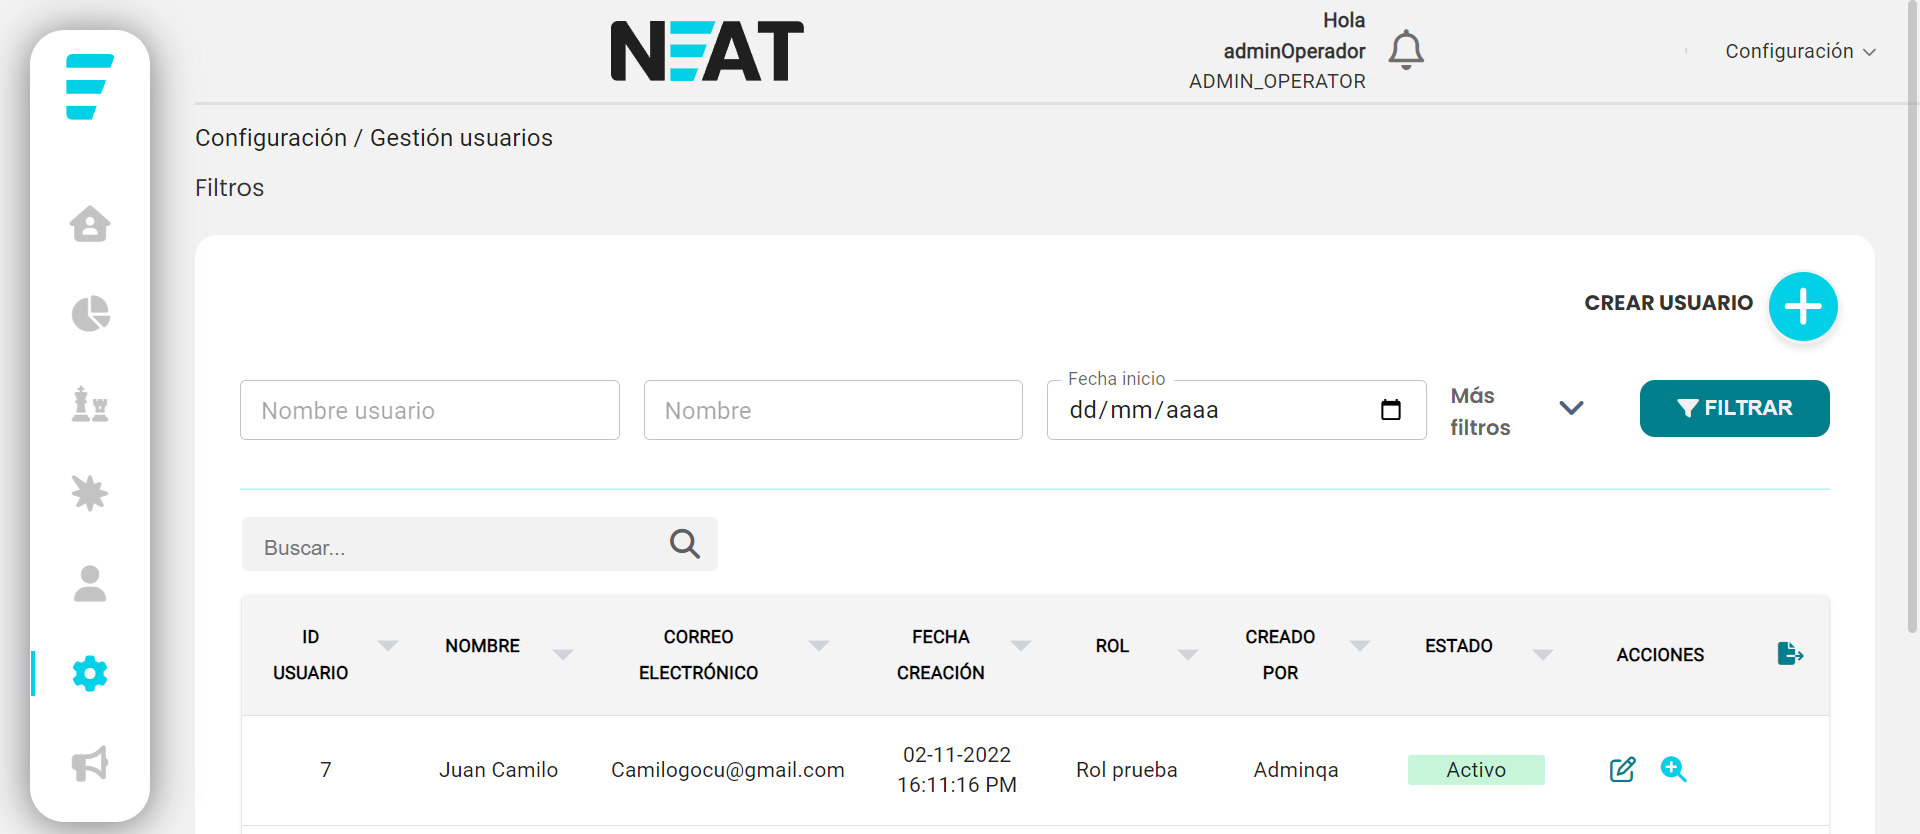 NEAT
Hola
adminOperador
ADMIN_OPERATOR
Configuración
Configuración / Gestión usuarios
Filtros
CREAR USUARIO
Nombre usuario
Nombre
Fecha inicio
dd/mm/aaaa
Más
filtros
FILTRAR
Buscar...
ID
USUARIO
NOMBRE
CORREO
ELECTRÓNICO
FECHA
CREACIÓN
ROL
CREADO
POR
ESTADO
ACCIONES
7
Juan Camilo
Camilogocu@gmail.com
02-11-2022
16:11:16 PM
Rol prueba
Adminqa
Activo